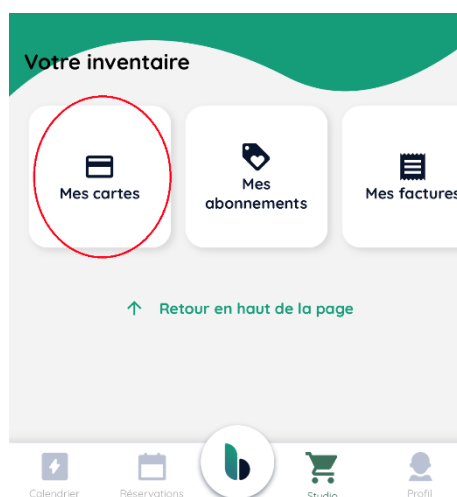 Votre inventaire
Mes cartes
Mes
abonnements
Mes factures
Retour en haut de la page
Calendrier
Réservations
Studio
Profil